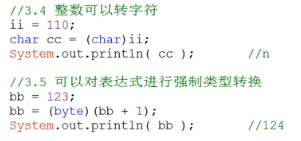 //3.4 整数可以转字符
ii = 110;
char cc = (char)ii;
System.out.println( cc ); //n
//3.5 可以对表达式进行强制类型转换
bb = 123;
bb = (byte)(bb + 1);
System.out.println( bb ); //124